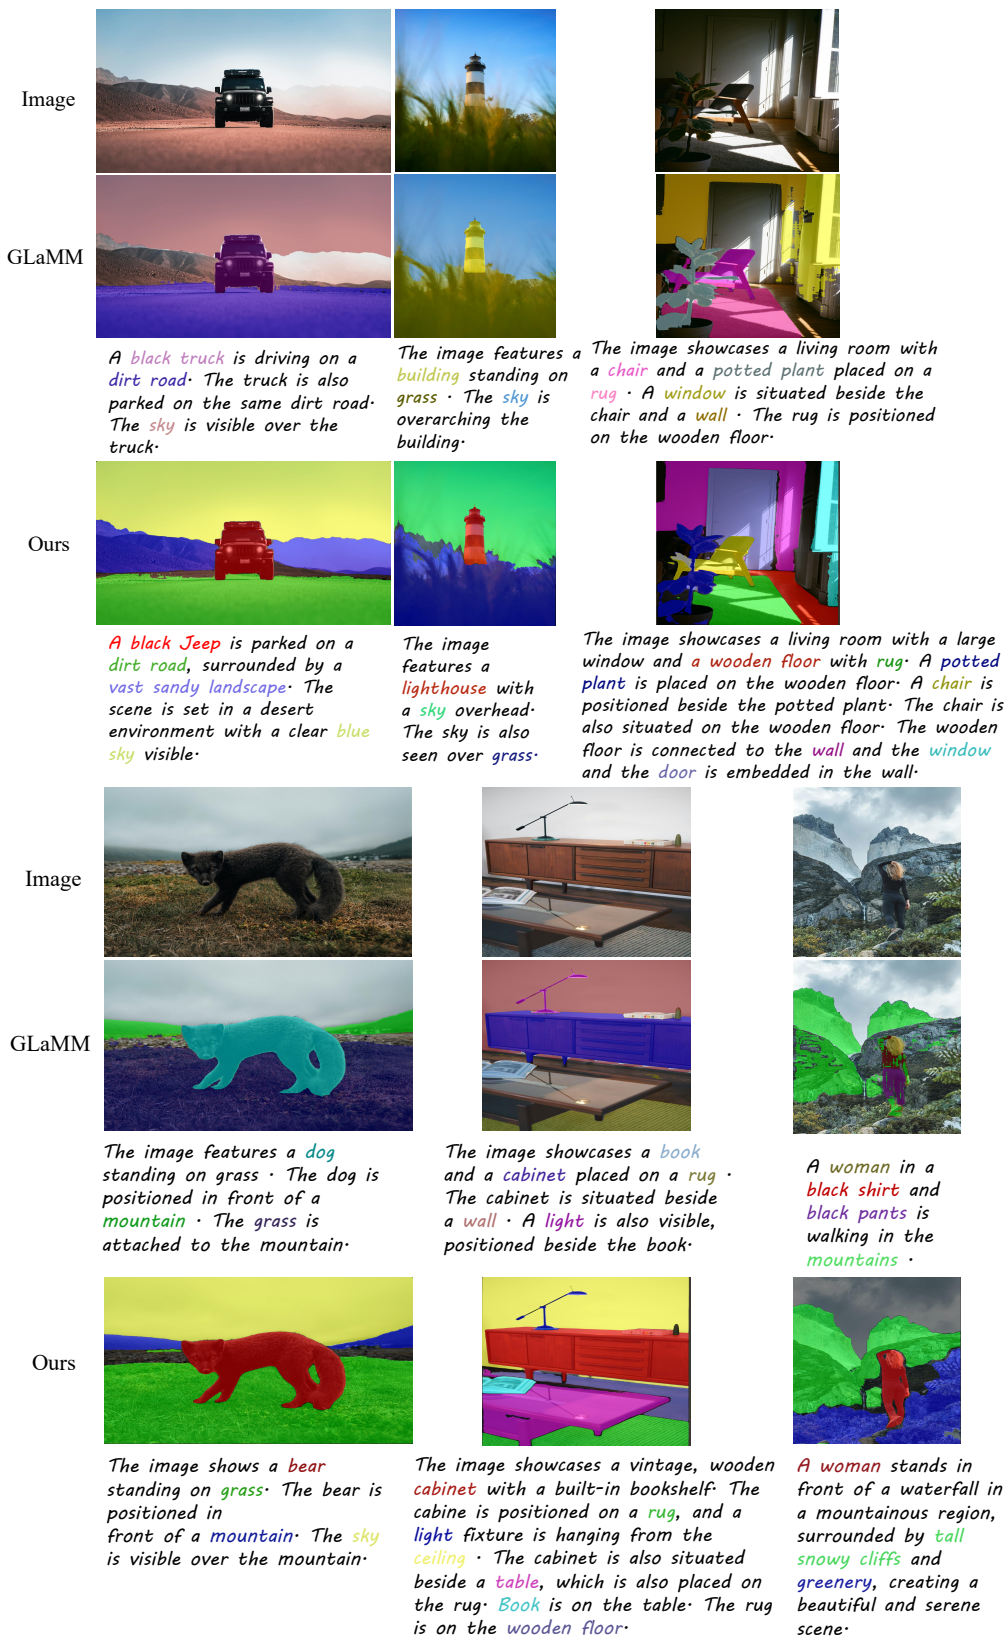 Image
GLaMM
A black truck is driving on a
dirt road. The truck is also
parked on the same dirt road.
The sky is visible over the
truck.
The image features a
building standing on
grass . The sky is
overarching the
building.
The image showcases a living room with
a chair and a potted plant placed on a
rug . A window is situated beside the
chair and a wall . The rug is positioned
on the wooden floor.
Ours
A black Jeep is parked on a
dirt road, surrounded by a
vast sandy landscape. The
scene is set in a desert
environment with a clear blue
sky visible.
The image
features a
lighthouse with
a sky overhead.
The sky is also
seen over grass.
The image showcases a living room with a large
window and a wooden floor with rug. A potted
plant is placed on the wooden floor. A chair is
positioned beside the potted plant. The chair is
also situated on the wooden floor. The wooden
floor is connected to the wall and the window
and the door is embedded in the wall.
Image
GLaMM
The image features a dog
standing on grass . The dog is
positioned in front of a
mountain . The grass is
attached to the mountain.
The image showcases a book
and a cabinet placed on a rug .
The cabinet is situated beside
a wall . A light is also visible,
positioned beside the book.
A woman in a
black shirt and
black pants is
walking in the
mountains .
Ours
The image shows a bear
standing on grass. The bear is
positioned in
front of a mountain. The sky
is visible over the mountain.
The image showcases a vintage, wooden
cabinet with a built-in bookshelf. The
cabine is positioned on a rug, and a
light fixture is hanging from the
ceiling . The cabinet is also situated
beside a table, which is also placed on
the rug. Book is on the table. The rug
is on the wooden floor.
A woman stands in
front of a waterfall in
a mountainous region,
surrounded by tall
snowy cliffs and
greenery, creating a
beautiful and serene
scene.